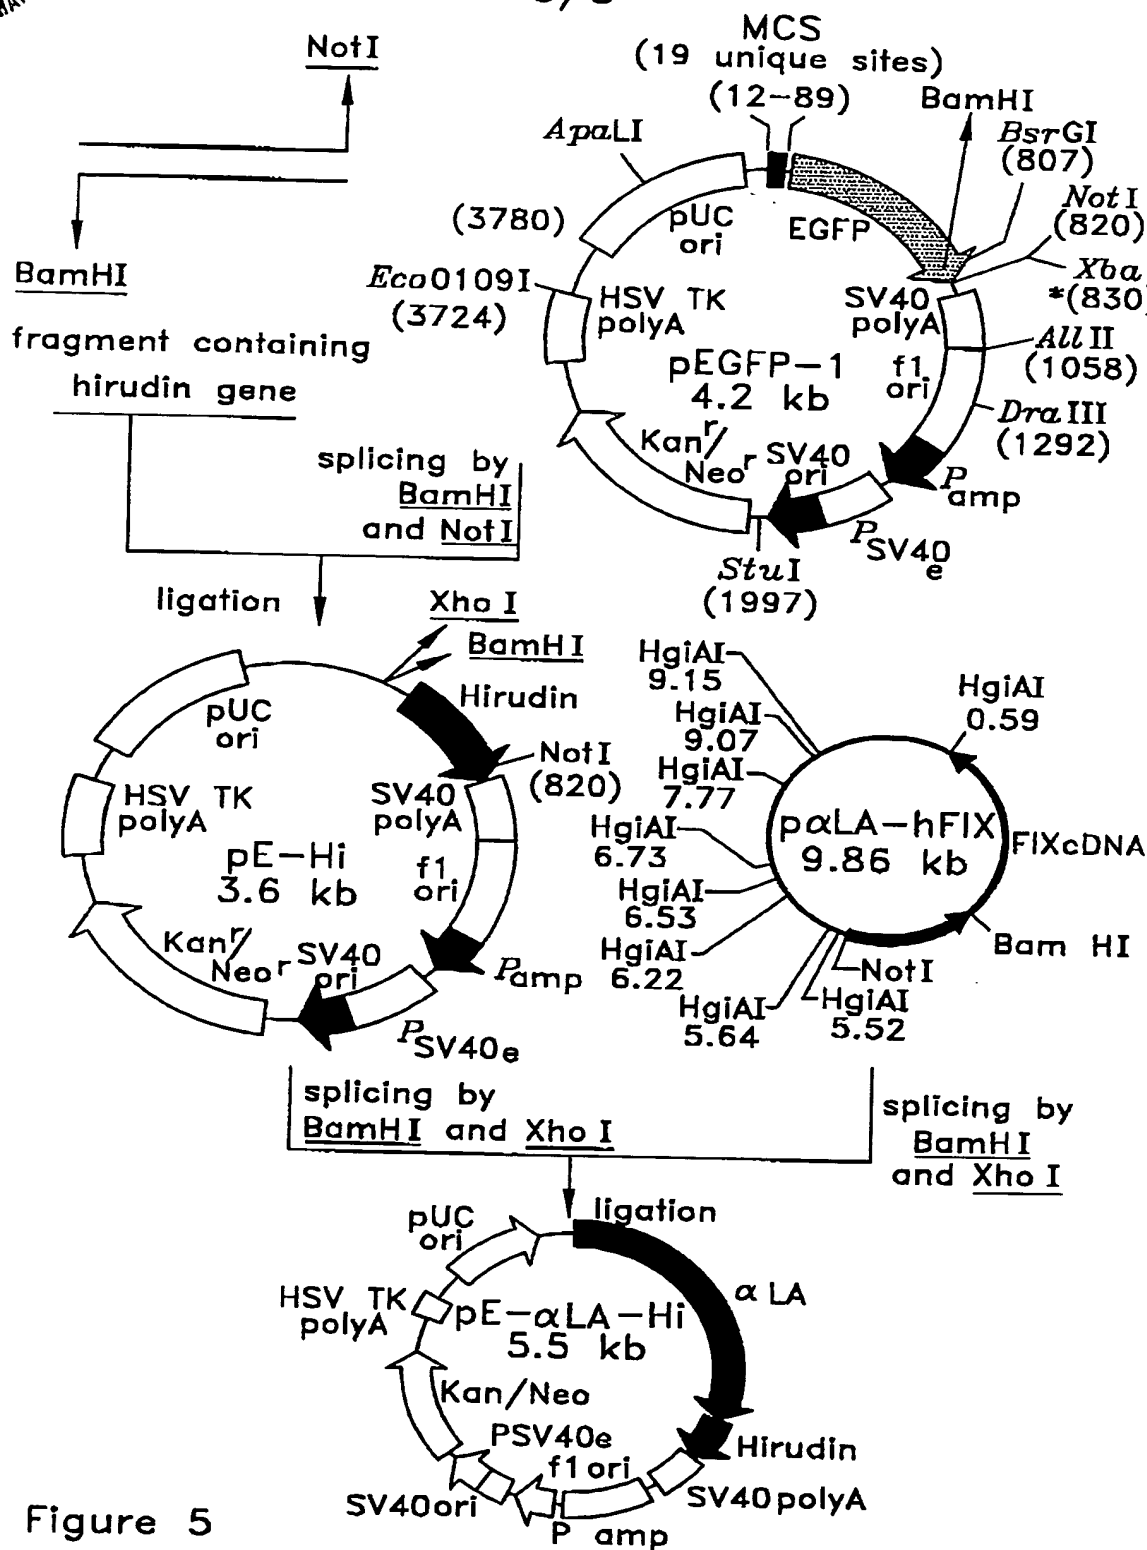 NotI
BamHI
fragment containing
hirudin gene
MCS
(19 unique sites)
(12-89)
BamHI
ApaLI
BsrGI
(807)
NotI
(820)
Xba
*(830)
(3780)
pUC
ori
EGFP
Eco0109I
(3724)
HSV TK
polyA
SV40
polyA
AllII
(1058)
pEGFP-1
4.2 kb
f1
ori
DraIII
(1292)
Kanr/
Neor
SV40
ori
Pamp
PSV40e
StuI
(1997)
splicing by
BamHI
and NotI
ligation
Xho I
BamHI
Hirudin
pUC
ori
NotI
(820)
HSV TK
polyA
SV40
polyA
pE-Hi
3.6 kb
f1
ori
Kanr/
Neor
SV40
ori
Pamp
PSV40e
HgiAI
9.15
HgiAI
9.07
HgiAI
7.77
HgiAI
6.73
HgiAI
6.53
HgiAI
6.22
HgiAI
5.64
HgiAI
5.52
NotI
Bam HI
HgiAI
0.59
pαLA-hFIX
9.86 kb
FIXcDNA
splicing by
BamHI and Xho I
splicing by
BamHI
and Xho I
ligation
pUC
ori
αLA
HSV TK
polyA
pE-αLA-Hi
5.5 kb
Kan/Neo
PSV40e
f1 ori
Hirudin
SV40ori
SV40 polyA
P amp
Figure 5